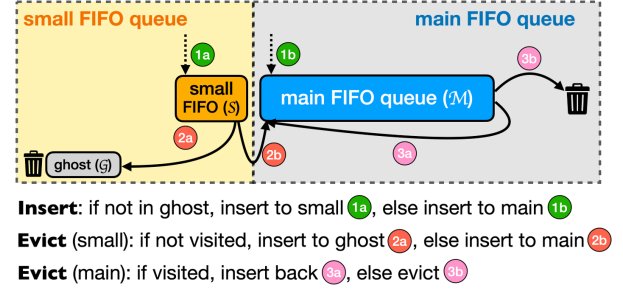 small FIFO queue
main FIFO queue
1a
1b
3b
small
FIFO (S)
main FIFO queue (M)
2a
2b
3a
ghost (G)
Insert: if not in ghost, insert to small 1a, else insert to main 1b
Evict (small): if not visited, insert to ghost 2a, else insert to main 2b
Evict (main): if visited, insert back 3a, else evict 3b